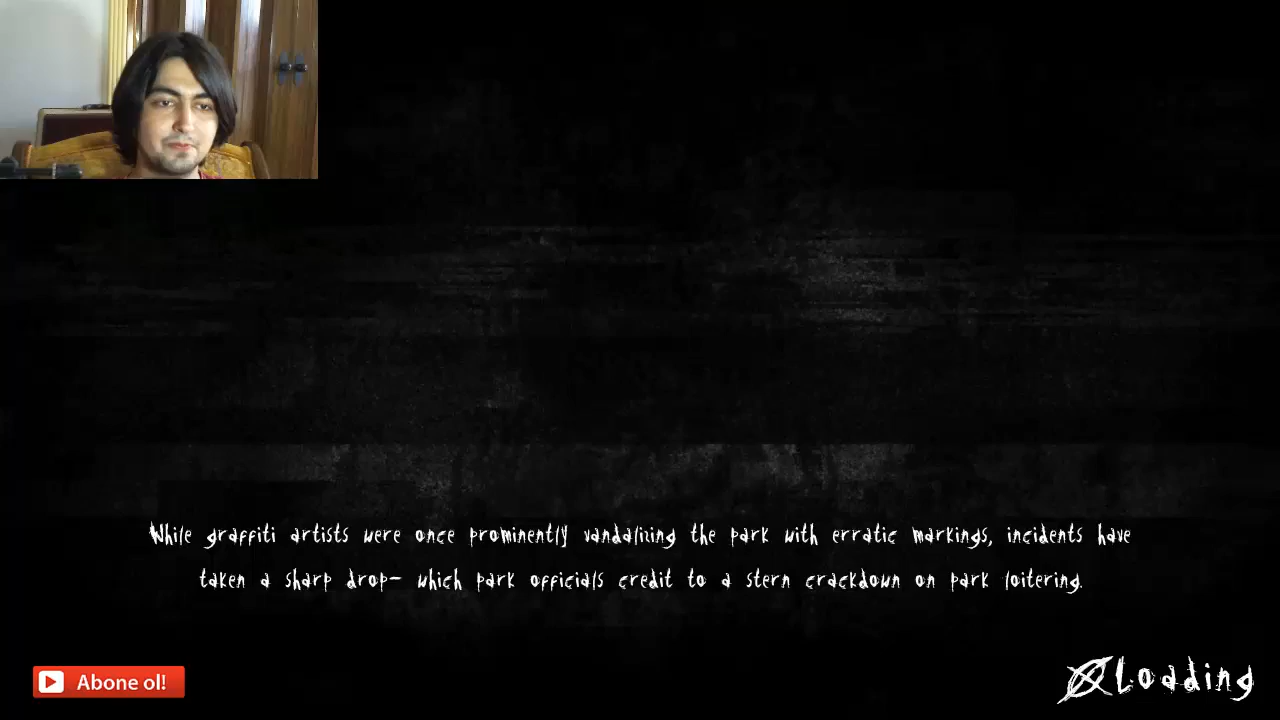 While graffiti artists were once prominently vandalizing the park with erratic markings, incidents have
taken a sharp drop- which park officials credit to a stern crackdown on park loitering.
Abone ol!
Loading